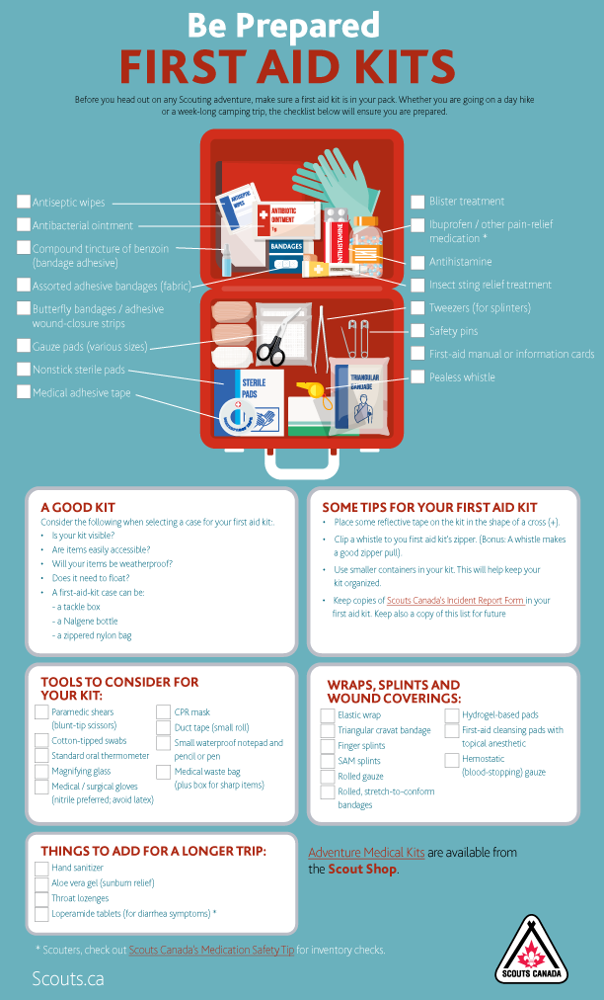 Be Prepared
FIRST AID KITS
Before you head out on any Scouting adventure, make sure a first aid kit is in your pack. Whether you are going on a day hike
or a week-long camping trip, the checklist below will ensure you are prepared.
Antiseptic wipes
Antibacterial ointment
Compound tincture of benzoin
(bandage adhesive)
Assorted adhesive bandages (fabric)
Butterfly bandages / adhesive
wound-closure strips
Gauze pads (various sizes)
Nonstick sterile pads
Medical adhesive tape
ANTISEPTIC
WIPES
ANTIBIOTIC
OINTMENT
1g
BANDAGES
ANTIHISTAMINE
STERILE
PADS
TRIANGULAR
BANDAGE
Blister treatment
Ibuprofen / other pain-relief
medication *
Antihistamine
Insect sting relief treatment
Tweezers (for splinters)
Safety pins
First-aid manual or information cards
Pealess whistle
A GOOD KIT
Consider the following when selecting a case for your first aid kit:.
• Is your kit visible?
• Are items easily accessible?
• Will your items be weatherproof?
• Does it need to float?
• A first-aid-kit case can be:
- a tackle box
- a Nalgene bottle
- a zippered nylon bag
SOME TIPS FOR YOUR FIRST AID KIT
• Place some reflective tape on the kit in the shape of a cross (+).
• Clip a whistle to you first aid kit's zipper. (Bonus: A whistle makes
a good zipper pull).
• Use smaller containers in your kit. This will help keep your
kit organized.
• Keep copies of Scouts Canada's Incident Report Form in your
first aid kit. Keep also a copy of this list for future
TOOLS TO CONSIDER FOR
YOUR KIT:
Paramedic shears
(blunt-tip scissors)
Cotton-tipped swabs
Standard oral thermometer
Magnifying glass
Medical / surgical gloves
(nitrile preferred; avoid latex)
CPR mask
Duct tape (small roll)
Small waterproof notepad and
pencil or pen
Medical waste bag
(plus box for sharp items)
WRAPS, SPLINTS AND
WOUND COVERINGS:
Elastic wrap
Triangular cravat bandage
Finger splints
SAM splints
Rolled gauze
Rolled, stretch-to-conform
bandages
Hydrogel-based pads
First-aid cleansing pads with
topical anesthetic
Hemostatic
(blood-stopping) gauze
THINGS TO ADD FOR A LONGER TRIP:
Hand sanitizer
Aloe vera gel (sunburn relief)
Throat lozenges
Loperamide tablets (for diarrhea symptoms) *
Adventure Medical Kits are available from
the Scout Shop.
* Scouters, check out Scouts Canada's Medication Safety Tip for inventory checks.
Scouts.ca
SCOUTS CANADA